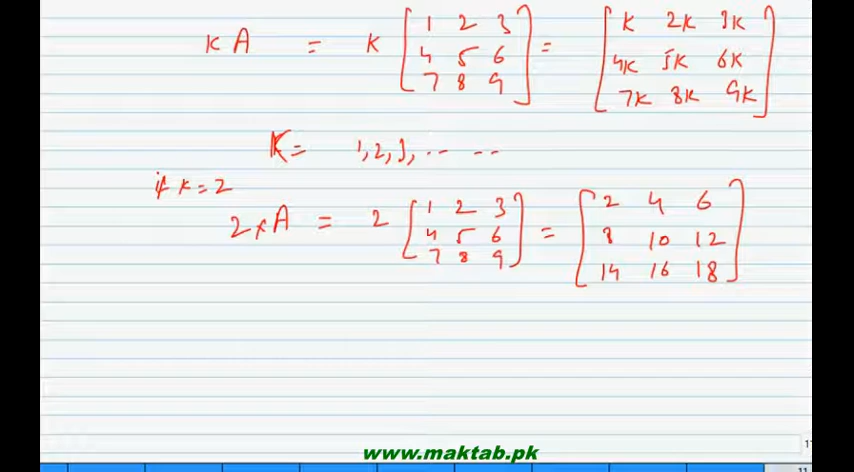 K A = K [ 1 2 3 = [ K 2K 3K
4 5 6 4K 5K 6K
7 8 9 ] 7K 8K 9K ]
K = 1, 2, 3, -- --
if K = 2
2 x A = 2 [ 1 2 3 = [ 2 4 6
4 5 6 8 10 12
7 8 9 ] 14 16 18 ]
www.maktab.pk
11
11